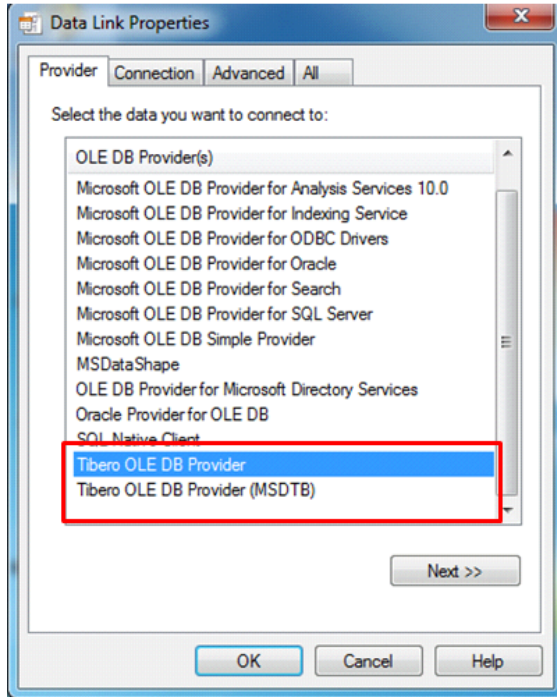 Data Link Properties
Provider Connection Advanced All
Select the data you want to connect to:
OLE DB Provider(s)
Microsoft OLE DB Provider for Analysis Services 10.0
Microsoft OLE DB Provider for Indexing Service
Microsoft OLE DB Provider for ODBC Drivers
Microsoft OLE DB Provider for Oracle
Microsoft OLE DB Provider for Search
Microsoft OLE DB Provider for SQL Server
Microsoft OLE DB Simple Provider
MSDataShape
OLE DB Provider for Microsoft Directory Services
Oracle Provider for OLE DB
SQL Native Client
Tibero OLE DB Provider
Tibero OLE DB Provider (MSDTB)
Next >>
OK Cancel Help